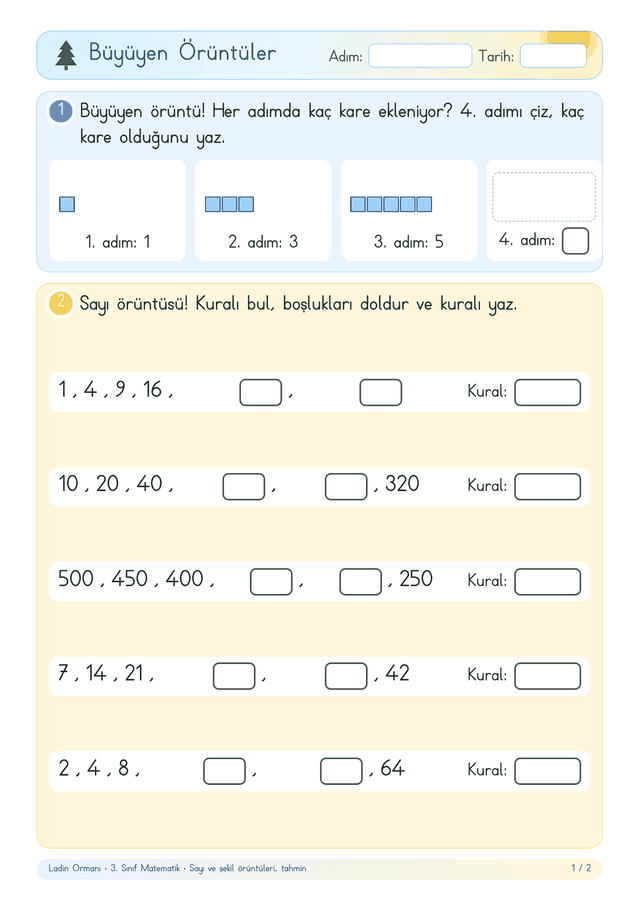 Büyüyen Örüntüler
Adım:
Tarih:
1 Büyüyen örüntü! Her adımda kaç kare ekleniyor? 4. adımı çiz, kaç
kare olduğunu yaz.
1. adım: 1
2. adım: 3
3. adım: 5
4. adım:
2 Sayı örüntüsü! Kuralı bul, boşlukları doldur ve kuralı yaz.
1 , 4 , 9 , 16 , , Kural:
10 , 20 , 40 , , , 320 Kural:
500 , 450 , 400 , , , 250 Kural:
7 , 14 , 21 , , , 42 Kural:
2 , 4 , 8 , , , 64 Kural:
Ladin Ormanı • 3. Sınıf Matematik • Sayı ve şekil örüntüleri, tahmin
1 / 2